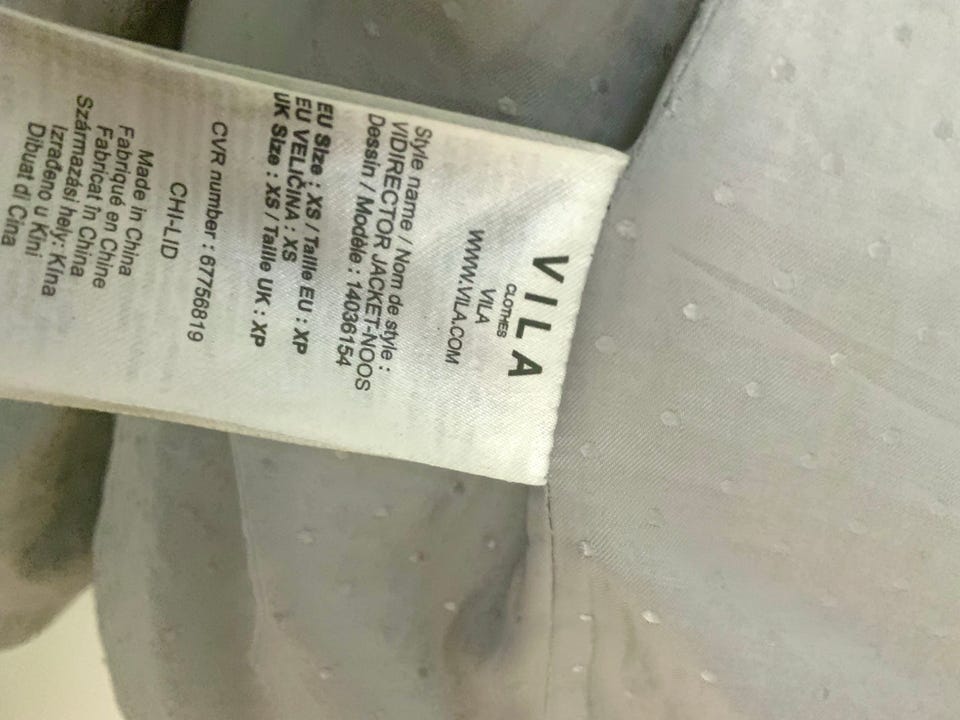 VILA
CLOTHES
VILA
WWW.VILA.COM
Style name / Nom de style :
VIDIRECTOR JACKET-NOOS
Dessin / Modèle : 14036154
EU Size : XS / Taille EU : XP
EU VELIČINA : XS
UK Size : XS / Taille UK : XP
CVR number : 87756819
CHI-LID
Made in China
Fabriqué en Chine
Fabricat în China
Származási hely: Kína
Izrađeno u Kini
Dibuat di Cina